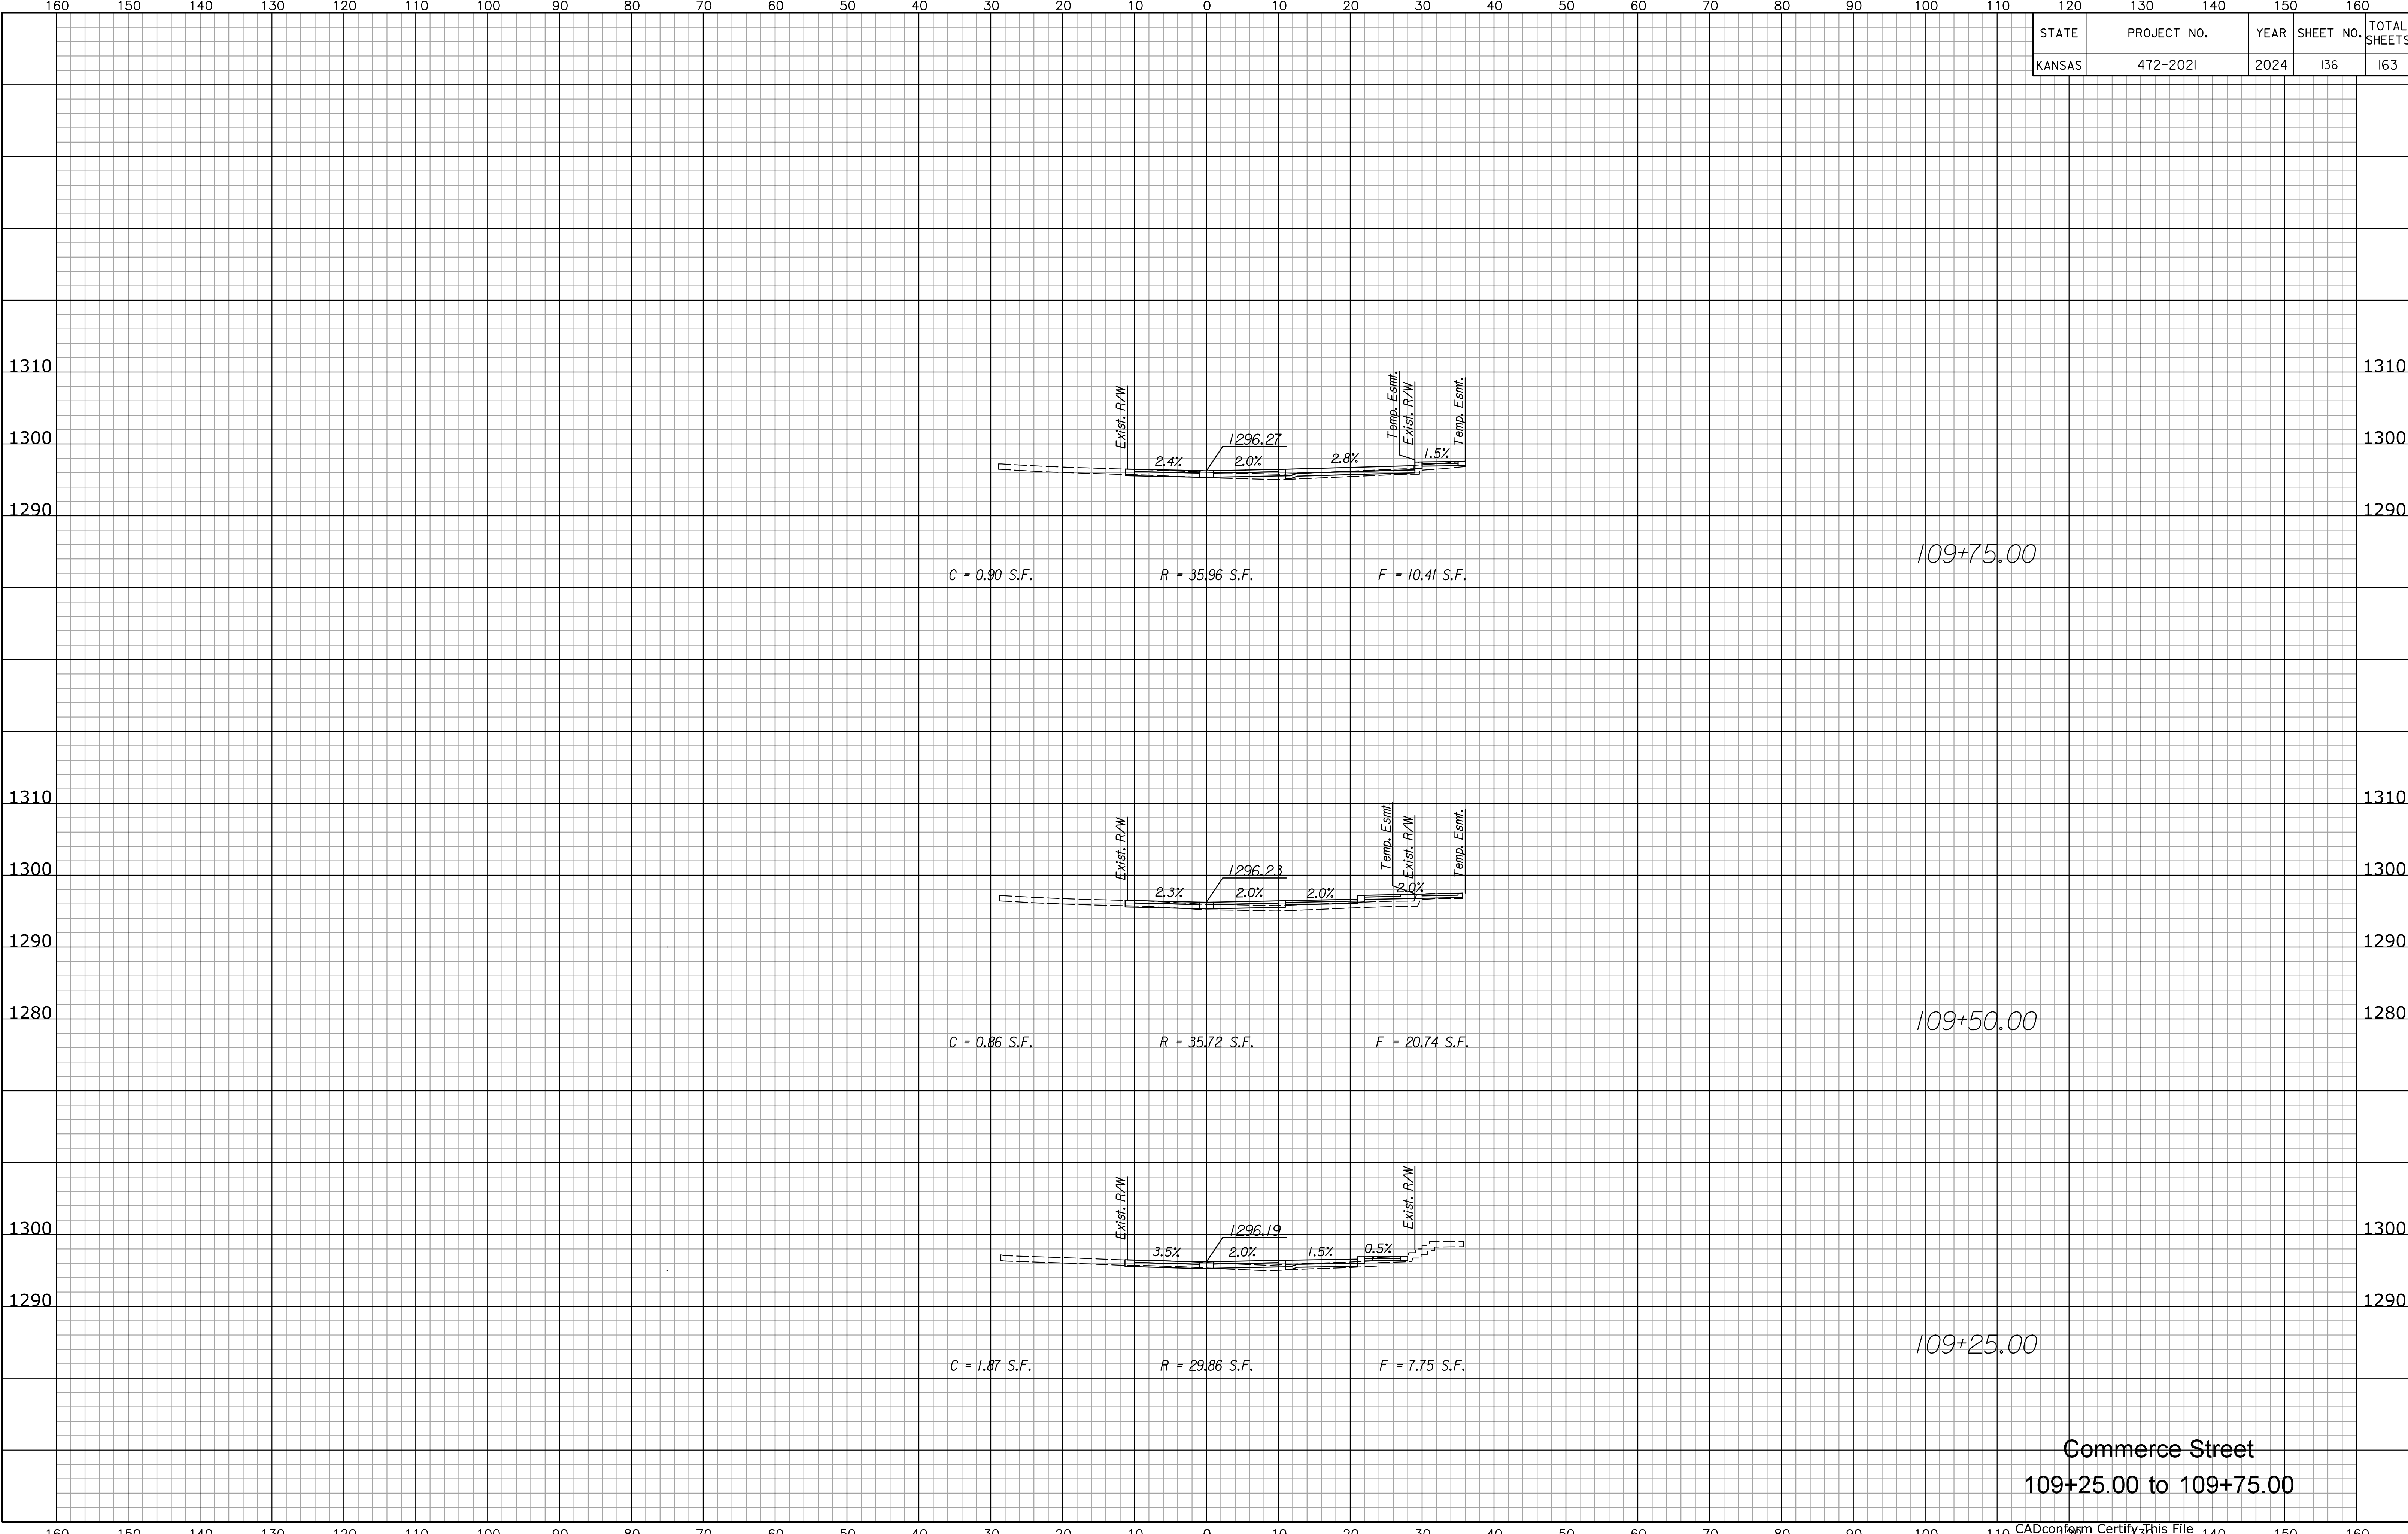 160 150 140 130 120 110 100 90 80 70 60 50 40 30 20 10 0 10 20 30 40 50 60 70 80 90 100 110 120 130 140 150 160
STATE PROJECT NO. YEAR SHEET NO. TOTAL SHEETS
KANSAS 472-2021 2024 136 163
1310 1310
Exist. R/W Temp. Esmt. Exist. R/W Temp. Esmt.
1300 1300
1296.27
2.4% 2.0% 2.8% 1.5%
1290 1290
109+75.00
C = 0.90 S.F. R = 35.96 S.F. F = 10.41 S.F.
1310 1310
Exist. R/W Temp. Esmt. Exist. R/W Temp. Esmt.
1300 1300
1296.23
2.3% 2.0% 2.0% 2.0%
1290 1290
1280 1280
109+50.00
C = 0.86 S.F. R = 35.72 S.F. F = 20.74 S.F.
Exist. R/W Exist. R/W
1300 1300
1296.19
3.5% 2.0% 1.5% 0.5%
1290 1290
109+25.00
C = 1.87 S.F. R = 29.86 S.F. F = 7.75 S.F.
Commerce Street
109+25.00 to 109+75.00
160 150 140 130 120 110 100 90 80 70 60 50 40 30 20 10 0 10 20 30 40 50 60 70 80 90 100 110 120 130 140 150 160
CADconform Certify This File